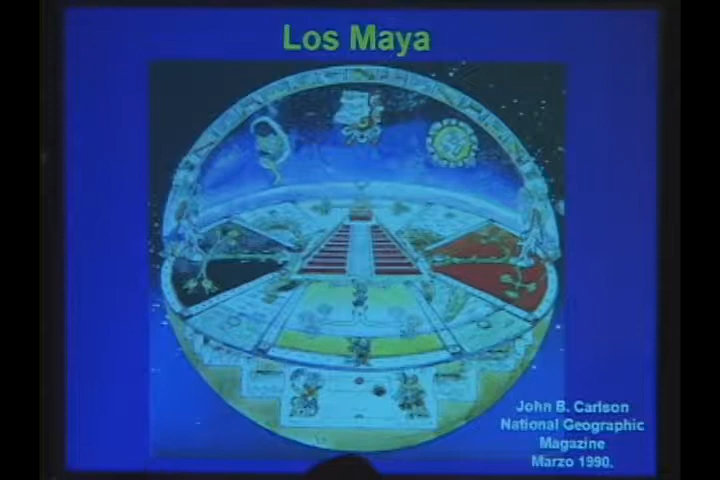 Los Maya
John B. Carlson
National Geographic
Magazine
Marzo 1990.